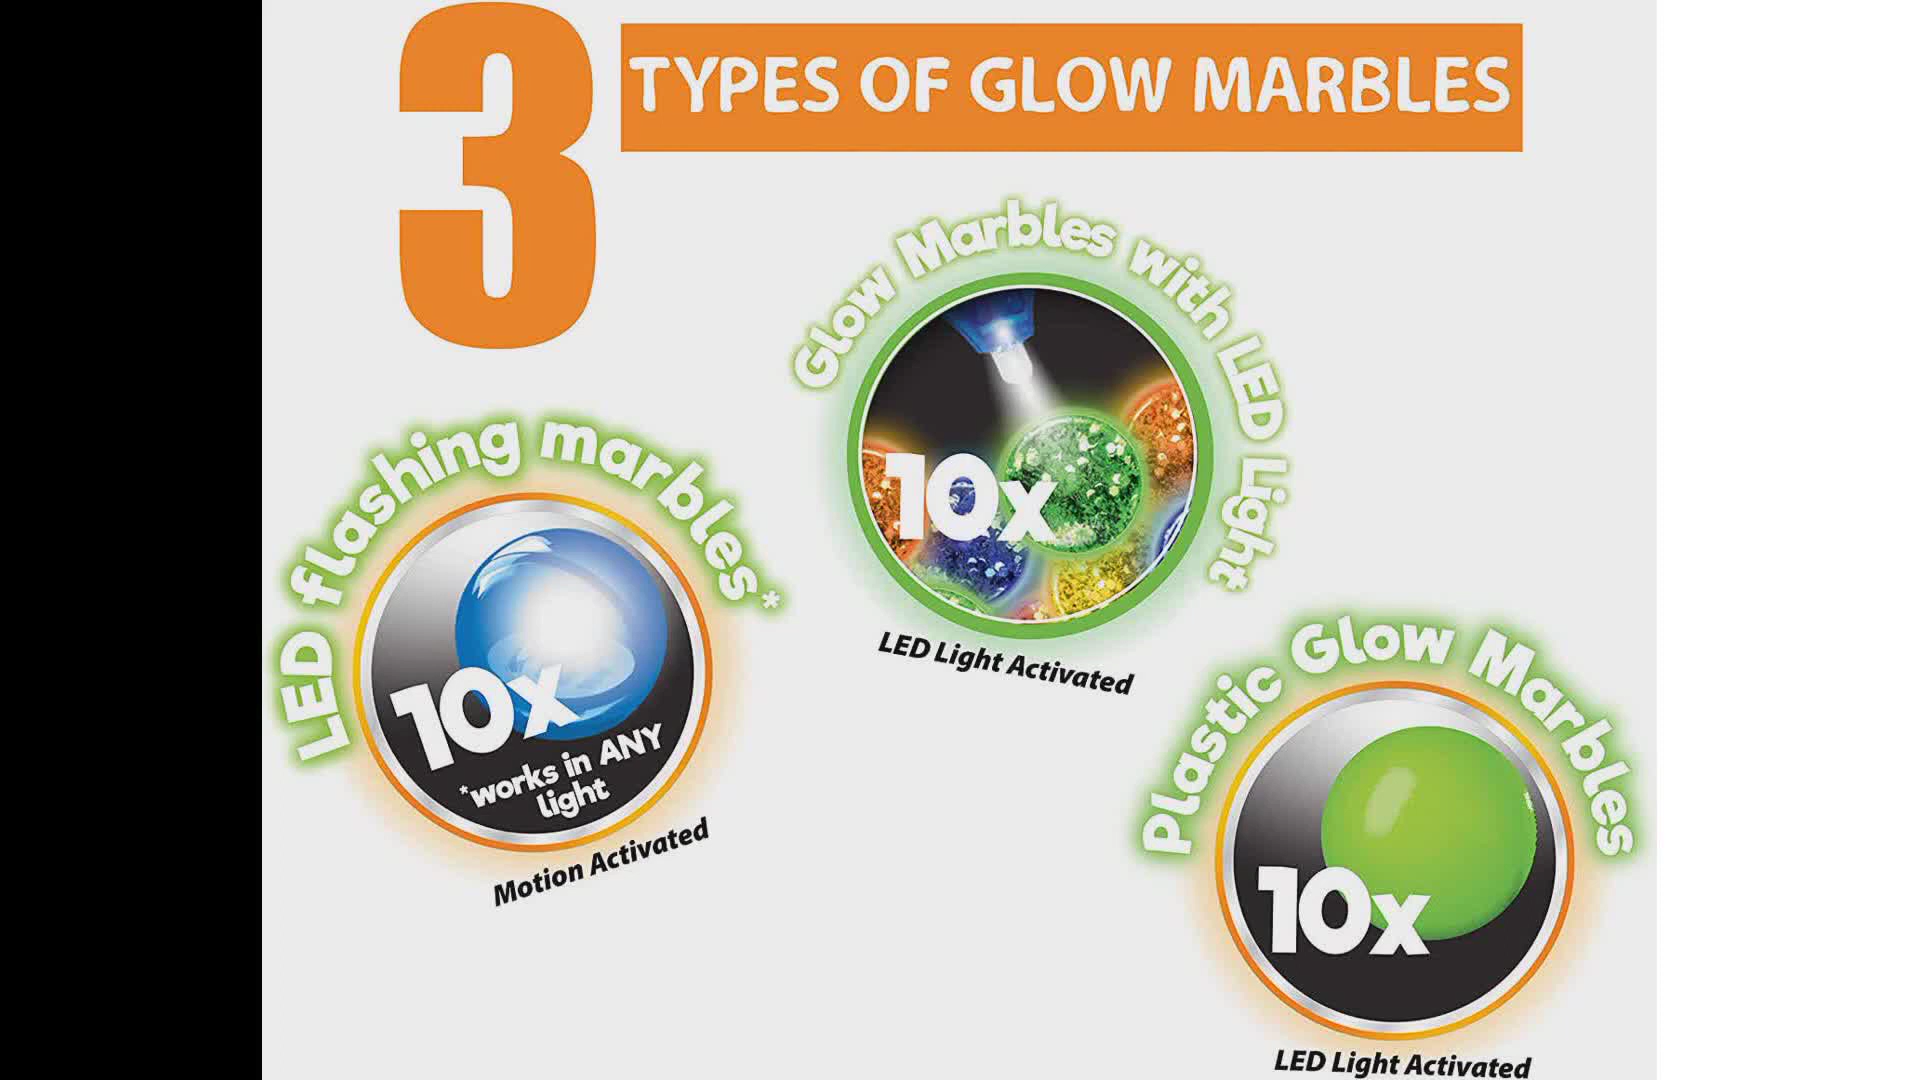 3 TYPES OF GLOW MARBLES
Glow Marbles with LED Light*
10x
LED Light Activated
LED flashing marbles*
10x
*works in ANY
light
Motion Activated
Plastic Glow Marbles
10x
LED Light Activated